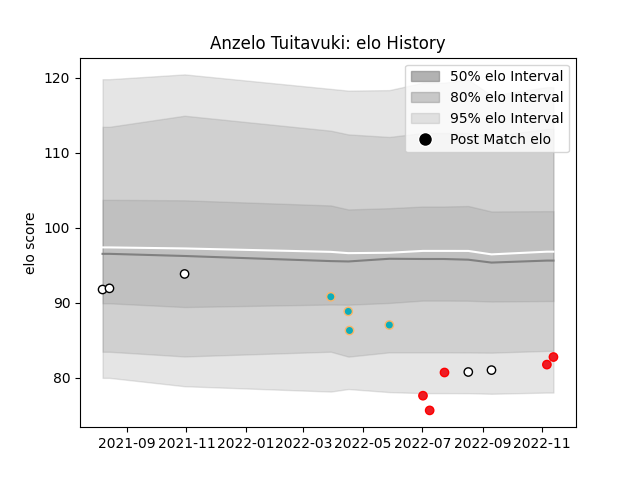 Anzelo Tuitavuki: elo History
50% elo Interval
80% elo Interval
95% elo Interval
Post Match elo
elo score
120
110
100
90
80
2021-09 2021-11 2022-01 2022-03 2022-05 2022-07 2022-09 2022-11